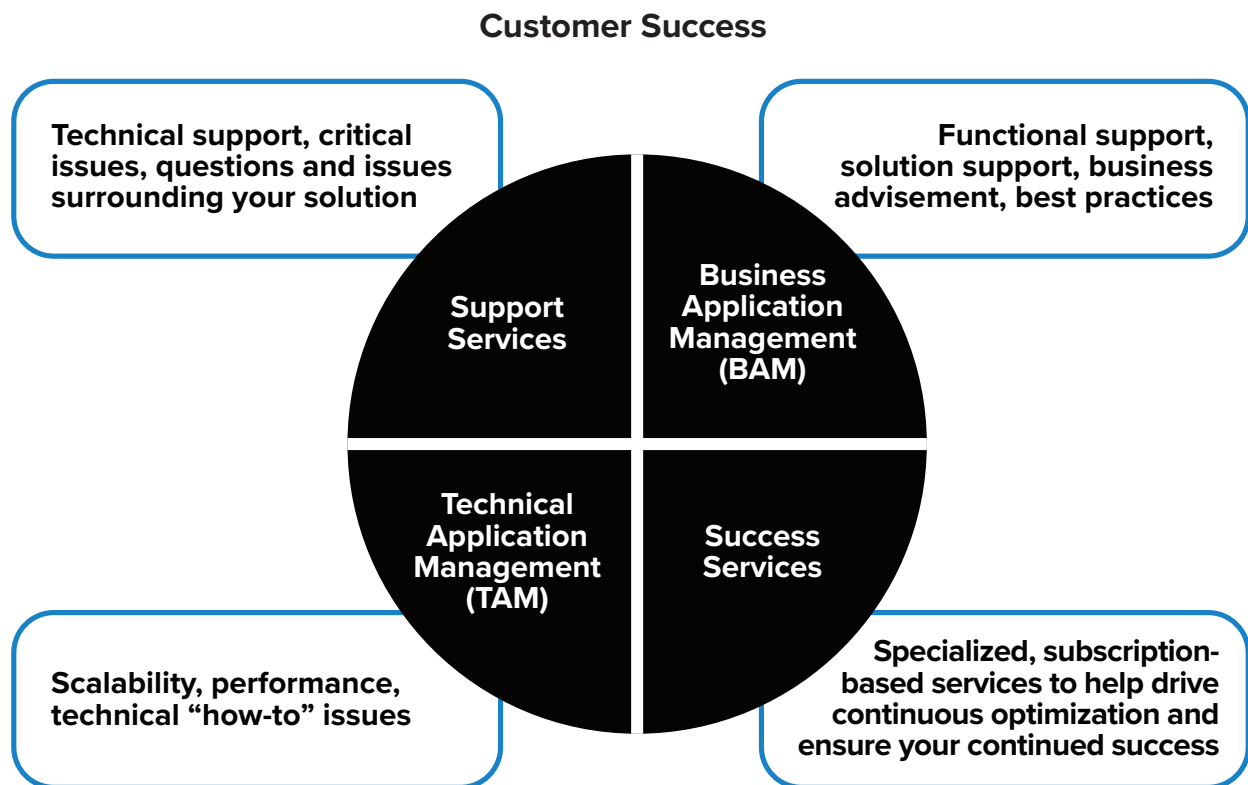 Customer Success
Technical support, critical
issues, questions and issues
surrounding your solution
Functional support,
solution support, business
advisement, best practices
Support
Services
Business
Application
Management
(BAM)
Technical
Application
Management
(TAM)
Success
Services
Scalability, performance,
technical “how-to” issues
Specialized, subscription-
based services to help drive
continuous optimization and
ensure your continued success